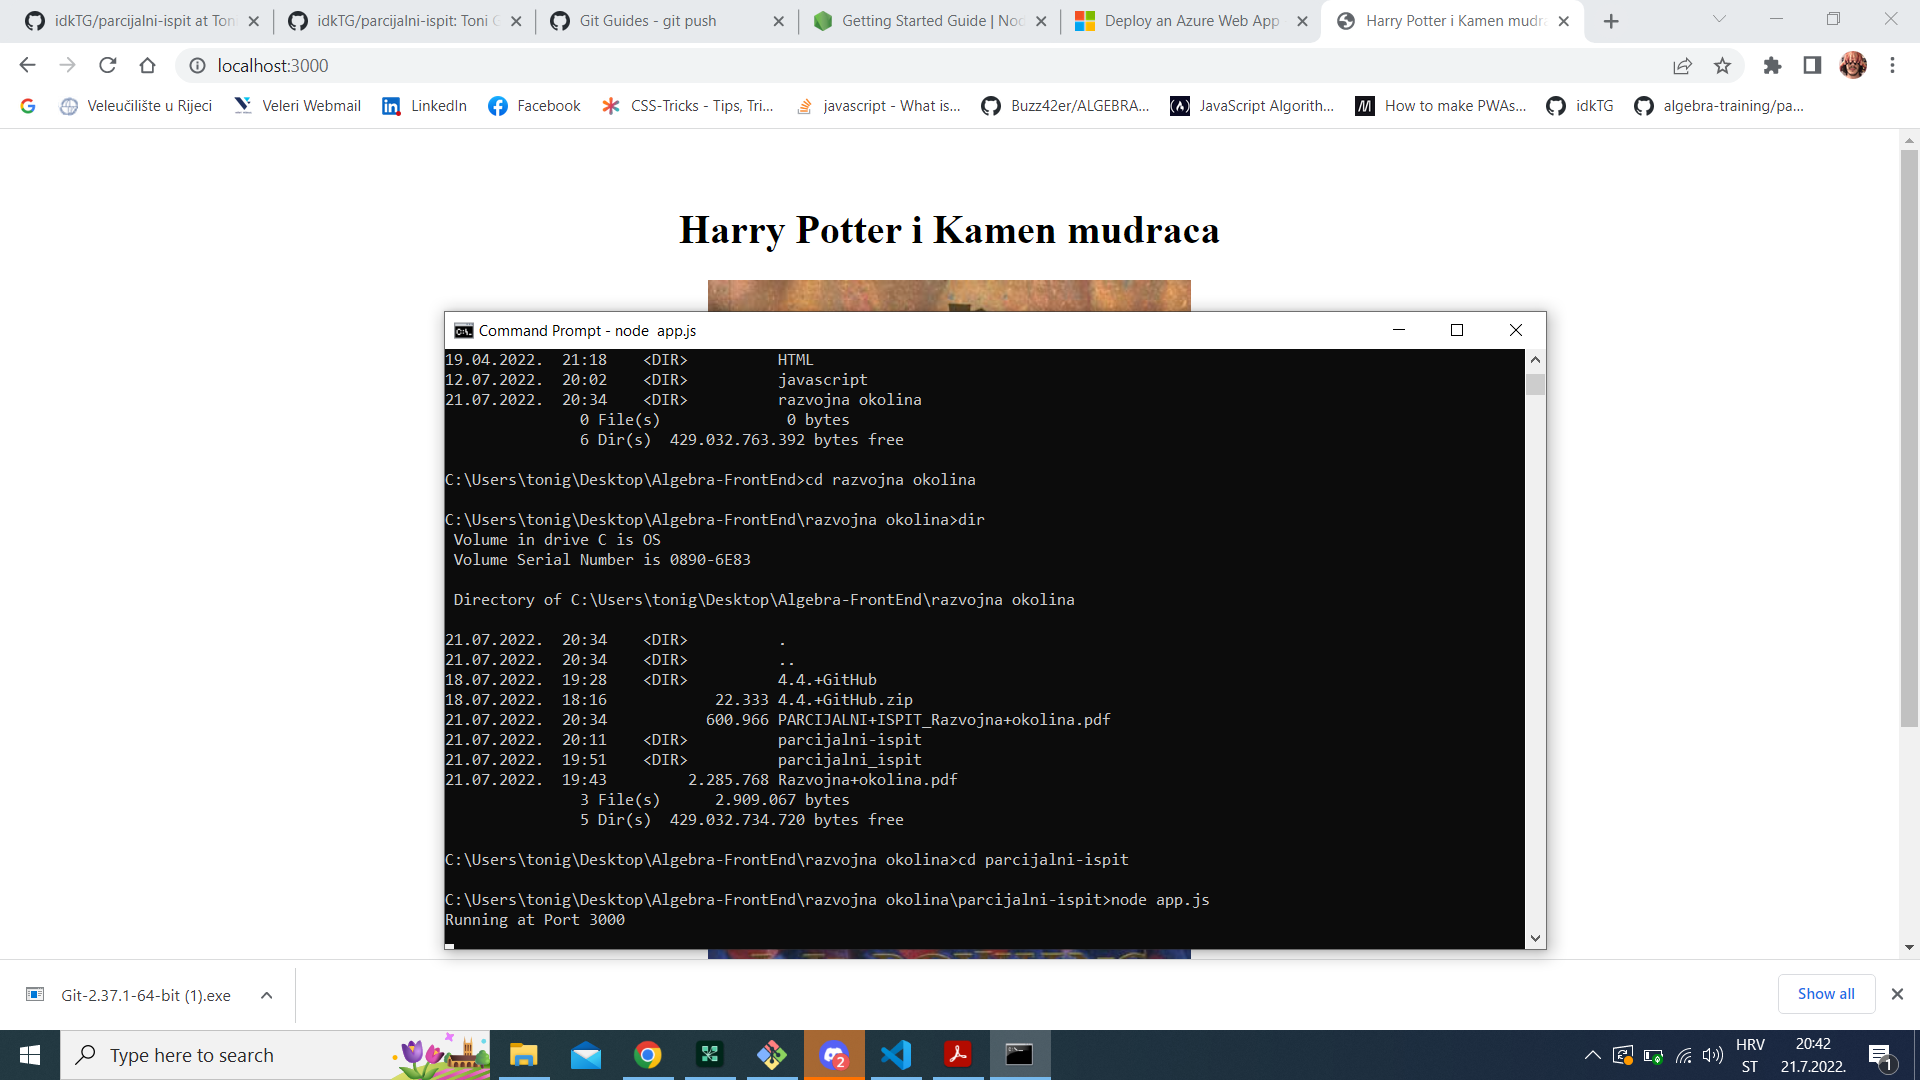 idkTG/parcijalni-ispit at Toni
idkTG/parcijalni-ispit: Toni G
Git Guides - git push
Getting Started Guide | Nod
Deploy an Azure Web App
Harry Potter i Kamen mudra
localhost:3000
Veleučilište u Rijeci
Veleri Webmail
LinkedIn
Facebook
CSS-Tricks - Tips, Tri...
javascript - What is...
Buzz42er/ALGEBRA...
JavaScript Algorith...
How to make PWAs...
idkTG
algebra-training/pa...
Harry Potter i Kamen mudraca
Command Prompt - node  app.js
19.04.2022.  21:18    <DIR>          HTML
12.07.2022.  20:02    <DIR>          javascript
21.07.2022.  20:34    <DIR>          razvojna okolina
0 File(s)              0 bytes
6 Dir(s)  429.032.763.392 bytes free
C:\Users\tonig\Desktop\Algebra-FrontEnd>cd razvojna okolina
C:\Users\tonig\Desktop\Algebra-FrontEnd\razvojna okolina>dir
Volume in drive C is OS
Volume Serial Number is 0890-6E83
Directory of C:\Users\tonig\Desktop\Algebra-FrontEnd\razvojna okolina
21.07.2022.  20:34    <DIR>          .
21.07.2022.  20:34    <DIR>          ..
18.07.2022.  19:28    <DIR>          4.4.+GitHub
18.07.2022.  18:16            22.333 4.4.+GitHub.zip
21.07.2022.  20:34           600.966 PARCIJALNI+ISPIT_Razvojna+okolina.pdf
21.07.2022.  20:11    <DIR>          parcijalni-ispit
21.07.2022.  19:51    <DIR>          parcijalni_ispit
21.07.2022.  19:43         2.285.768 Razvojna+okolina.pdf
3 File(s)      2.909.067 bytes
5 Dir(s)  429.032.734.720 bytes free
C:\Users\tonig\Desktop\Algebra-FrontEnd\razvojna okolina>cd parcijalni-ispit
C:\Users\tonig\Desktop\Algebra-FrontEnd\razvojna okolina\parcijalni-ispit>node app.js
Running at Port 3000
Git-2.37.1-64-bit (1).exe
Show all
Type here to search
2
HRV
ST
20:42
21.7.2022.
1